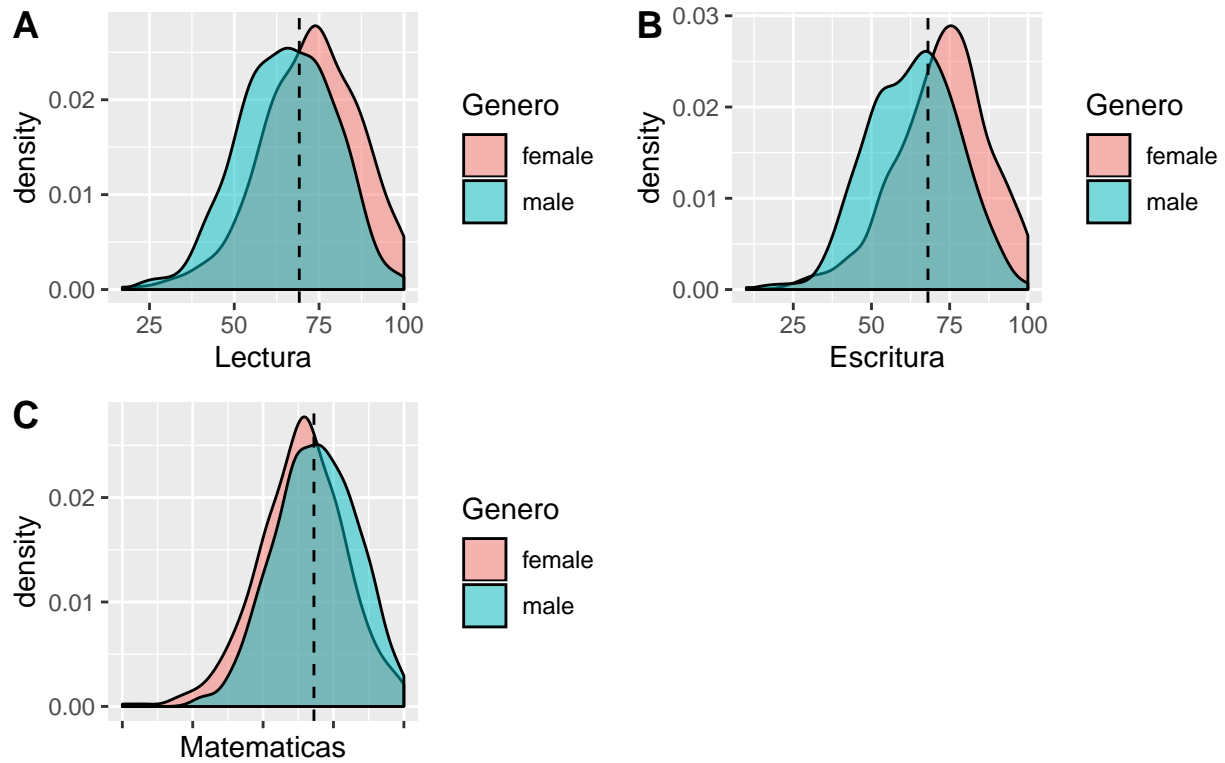 A
density
0.02
0.01
0.00
25 50 75 100
Lectura
Genero
female
male
B
density
0.03
0.02
0.01
0.00
25 50 75 100
Escritura
Genero
female
male
C
density
0.02
0.01
0.00
Matematicas
Genero
female
male